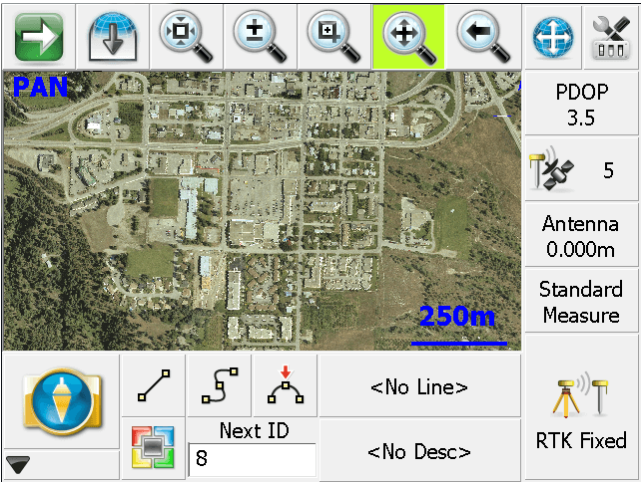 PAN
PDOP
3.5
5
Antenna
0.000m
Standard
Measure
250m
<No Line>
RTK Fixed
Next ID
8
<No Desc>